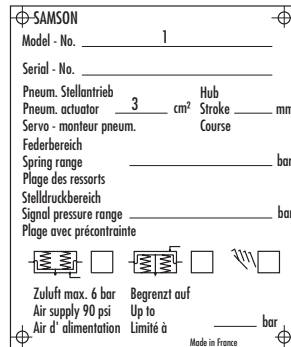 SAMSON
Model - No. 1
Serial - No.
Pneum. Stellantrieb Hub
Pneum. actuator 3 cm² Stroke mm
Servo - monteur pneum. Course
Federbereich
Spring range bar
Plage des ressorts
Stelldruckbereich
Signal pressure range bar
Plage avec précontrainte
Zuluft max. 6 bar Begrenzt auf
Air supply 90 psi Up to bar
Air d' alimentation Limité à
Made in France